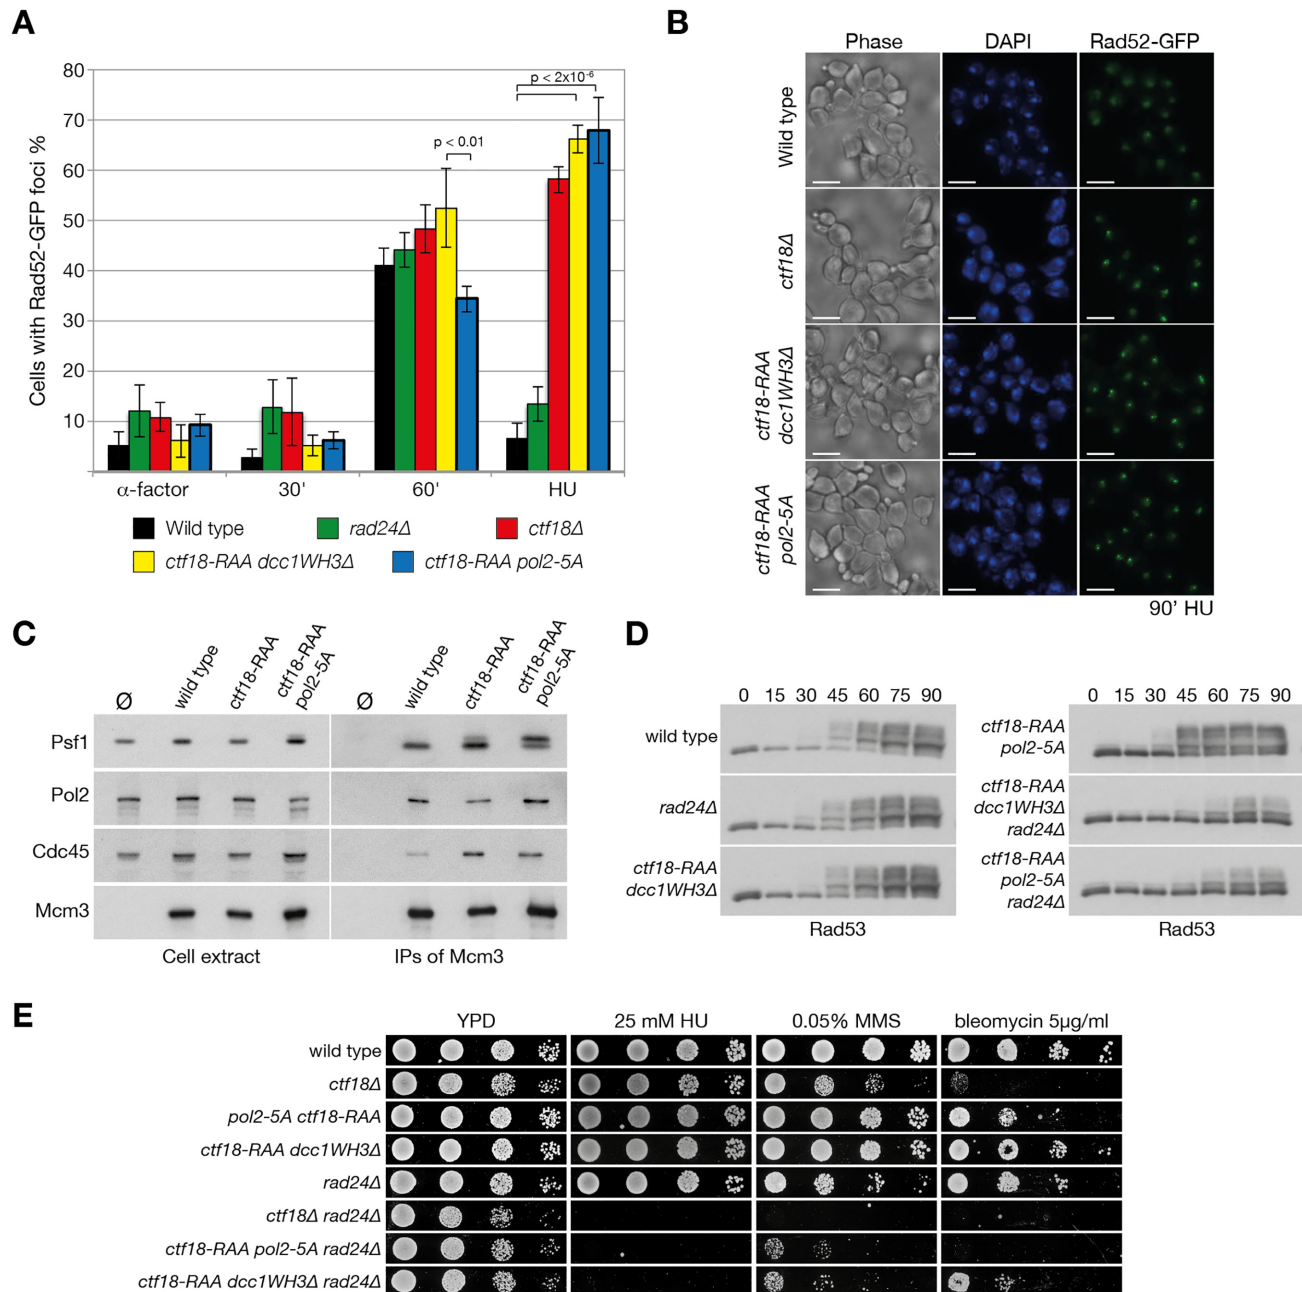 A
Cells with Rad52-GFP foci %
80
70
60
50
40
30
20
10
p < 2x10⁻⁶
p < 0.01
α-factor
30'
60'
HU
Wild type
rad24Δ
ctf18Δ
ctf18-RAA dcc1WH3Δ
ctf18-RAA pol2-5A
B
Phase
DAPI
Rad52-GFP
Wild type
ctf18Δ
ctf18-RAA
dcc1WH3Δ
ctf18-RAA
pol2-5A
90' HU
C
Ø
wild type
ctf18-RAA
ctf18-RAA
pol2-5A
Ø
wild type
ctf18-RAA
ctf18-RAA
pol2-5A
Psf1
Pol2
Cdc45
Mcm3
Cell extract
IPs of Mcm3
D
0 15 30 45 60 75 90
wild type
rad24Δ
ctf18-RAA
dcc1WH3Δ
Rad53
0 15 30 45 60 75 90
ctf18-RAA
pol2-5A
ctf18-RAA
dcc1WH3Δ
rad24Δ
ctf18-RAA
pol2-5A
rad24Δ
Rad53
E
YPD
25 mM HU
0.05% MMS
bleomycin 5µg/ml
wild type
ctf18Δ
pol2-5A ctf18-RAA
ctf18-RAA dcc1WH3Δ
rad24Δ
ctf18Δ rad24Δ
ctf18-RAA pol2-5A rad24Δ
ctf18-RAA dcc1WH3Δ rad24Δ